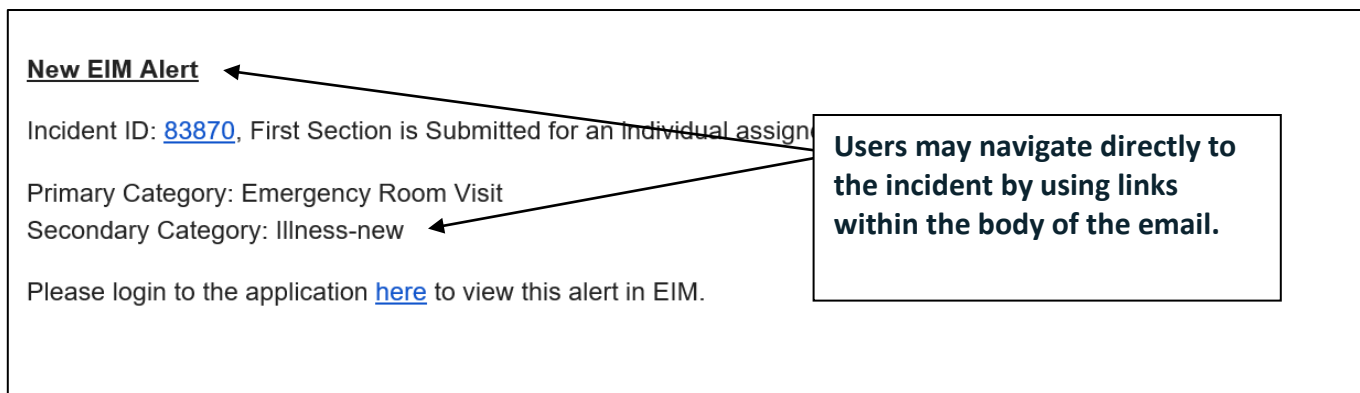 New EIM Alert
Incident ID: 83870, First Section is Submitted for an individual
Primary Category: Emergency Room Visit
Secondary Category: Illness-new
Please login to the application here to view this alert in EIM.
Users may navigate directly to
the incident by using links
within the body of the email.